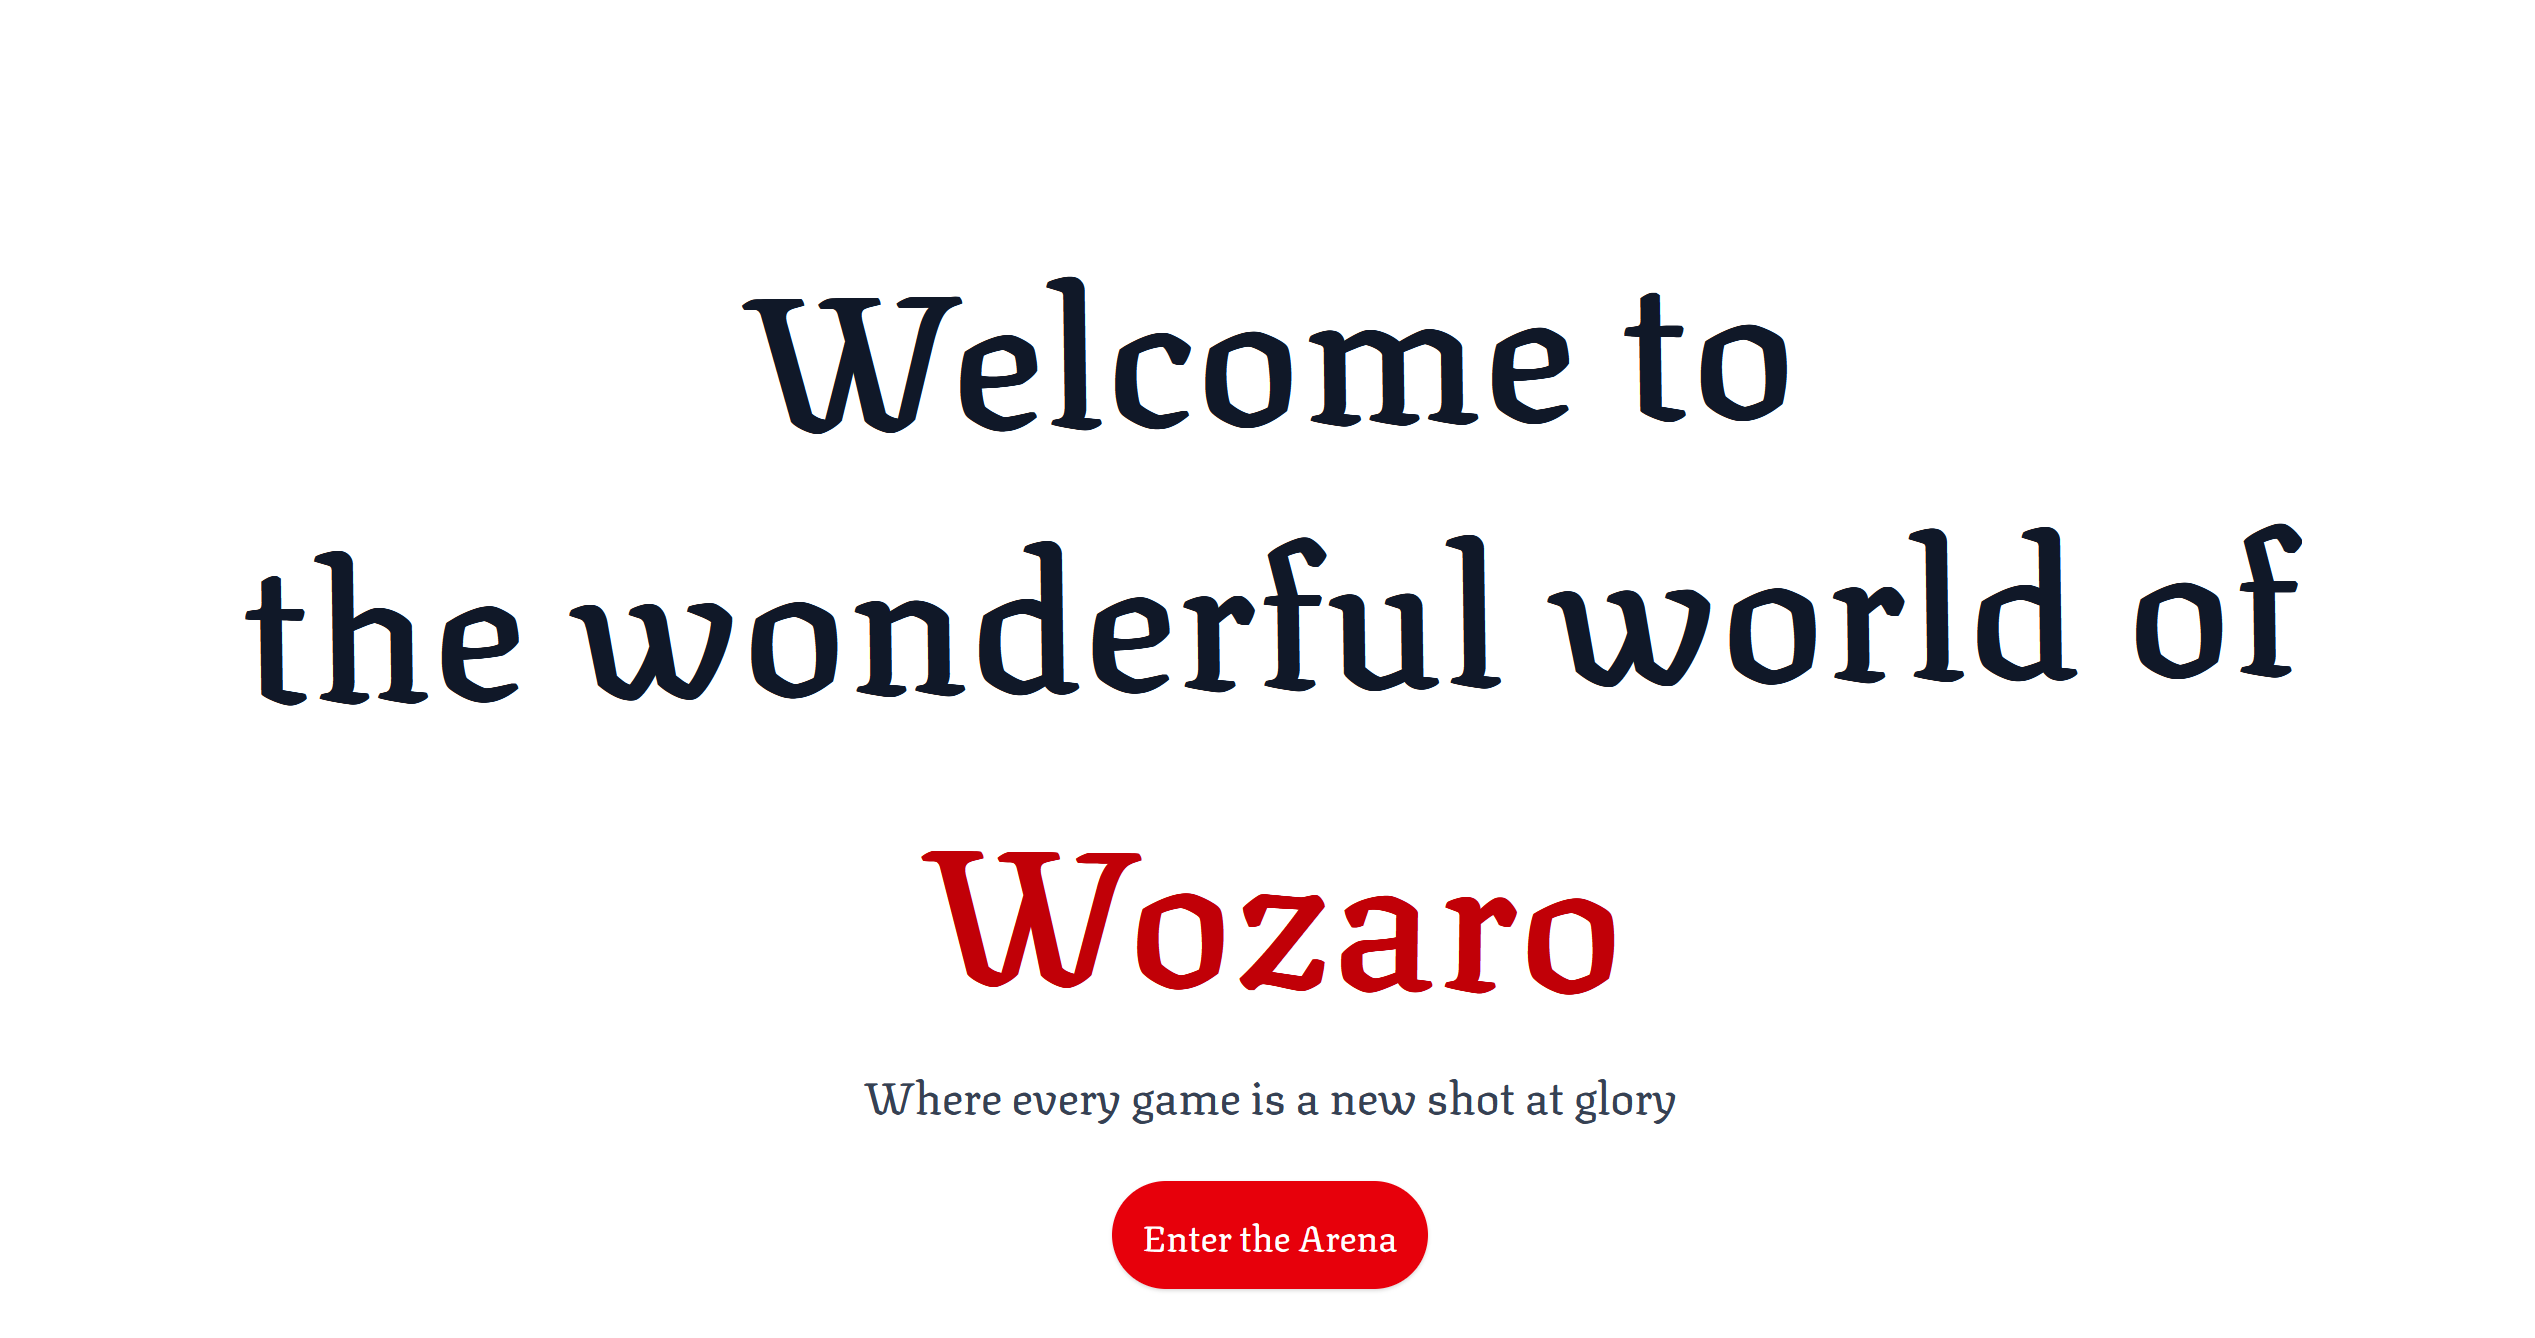 Welcome to
the wonderful world of
Wozaro
Where every game is a new shot at glory
Enter the Arena